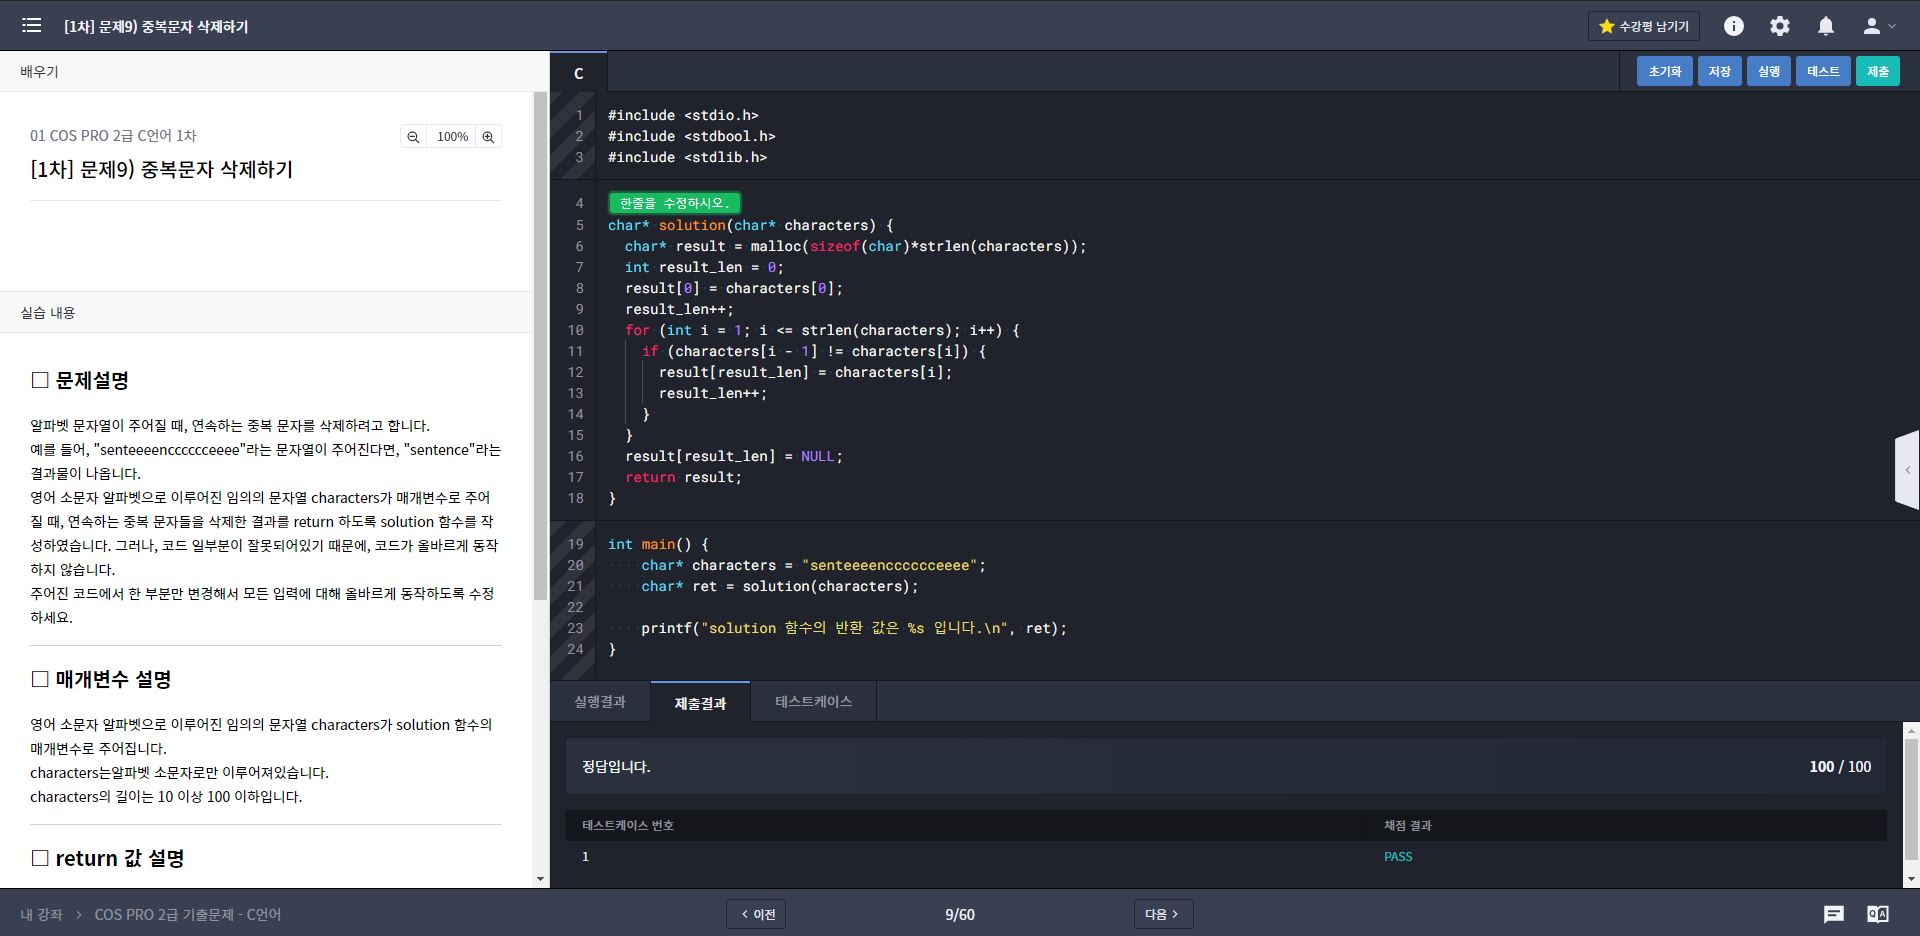 [1차] 문제9) 중복문자 삭제하기
수강평 남기기
배우기
01 COS PRO 2급 C언어 1차
100%
[1차] 문제9) 중복문자 삭제하기
실습 내용
□ 문제설명
알파벳 문자열이 주어질 때, 연속하는 중복 문자를 삭제하려고 합니다.
예를 들어, "senteeeencccccceeee"라는 문자열이 주어진다면, "sentence"라는
결과물이 나옵니다.
영어 소문자 알파벳으로 이루어진 임의의 문자열 characters가 매개변수로 주어
질 때, 연속하는 중복 문자들을 삭제한 결과를 return 하도록 solution 함수를 작
성하였습니다. 그러나, 코드 일부분이 잘못되어있기 때문에, 코드가 올바르게 동작
하지 않습니다.
주어진 코드에서 한 부분만 변경해서 모든 입력에 대해 올바르게 동작하도록 수정
하세요.
□ 매개변수 설명
영어 소문자 알파벳으로 이루어진 임의의 문자열 characters가 solution 함수의
매개변수로 주어집니다.
characters는알파벳 소문자로만 이루어져있습니다.
characters의 길이는 10 이상 100 이하입니다.
□ return 값 설명
C
초기화 저장 실행 테스트 제출
1 #include <stdio.h>
2 #include <stdbool.h>
3 #include <stdlib.h>
4 한줄을 수정하시오.
5 char* solution(char* characters) {
6 char* result = malloc(sizeof(char)*strlen(characters));
7 int result_len = 0;
8 result[0] = characters[0];
9 result_len++;
10 for (int i = 1; i <= strlen(characters); i++) {
11 if (characters[i - 1] != characters[i]) {
12 result[result_len] = characters[i];
13 result_len++;
14 }
15 }
16 result[result_len] = NULL;
17 return result;
18 }
19 int main() {
20 char* characters = "senteeeencccccceeee";
21 char* ret = solution(characters);
22
23 printf("solution 함수의 반환 값은 %s 입니다.\n", ret);
24 }
실행결과 제출결과 테스트케이스
정답입니다. 100 / 100
테스트케이스 번호 채점 결과
1 PASS
내 강좌 > COS PRO 2급 기출문제 - C언어
< 이전
9/60
다음 >